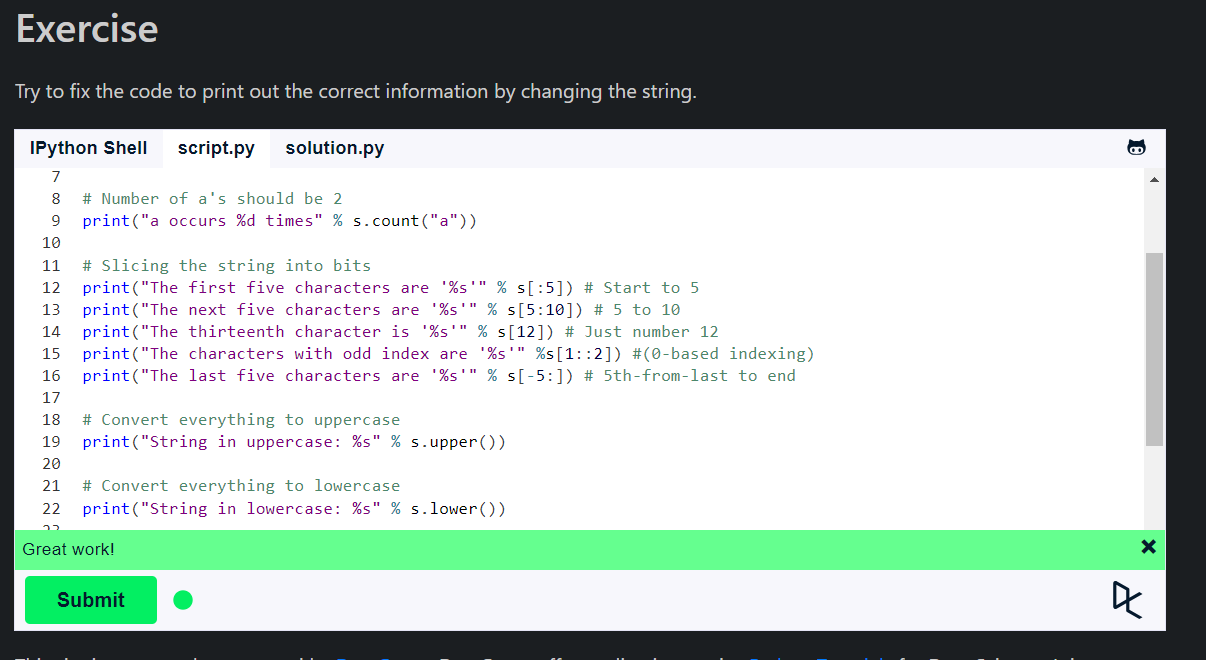 Exercise
Try to fix the code to print out the correct information by changing the string.
IPython Shell script.py solution.py
7
8 # Number of a's should be 2
9 print("a occurs %d times" % s.count("a"))
10
11 # Slicing the string into bits
12 print("The first five characters are '%s'" % s[:5]) # Start to 5
13 print("The next five characters are '%s'" % s[5:10]) # 5 to 10
14 print("The thirteenth character is '%s'" % s[12]) # Just number 12
15 print("The characters with odd index are '%s'" %s[1::2]) #(0-based indexing)
16 print("The last five characters are '%s'" % s[-5:]) # 5th-from-last to end
17
18 # Convert everything to uppercase
19 print("String in uppercase: %s" % s.upper())
20
21 # Convert everything to lowercase
22 print("String in lowercase: %s" % s.lower())
Great work!
Submit